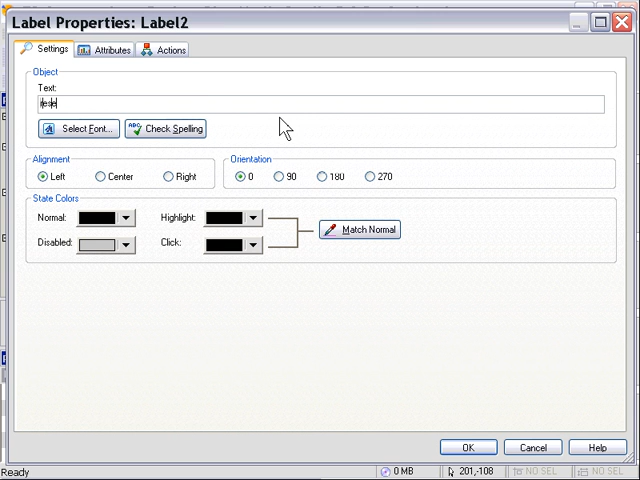 Label Properties: Label2
Settings Attributes Actions
Object
Text:
Select Font... Check Spelling
Alignment Orientation
Left Center Right 0 90 180 270
State Colors
Normal: Highlight:
Match Normal
Disabled: Click:
OK Cancel Help
Ready 0 MB 201,-108 NO SEL NO SEL